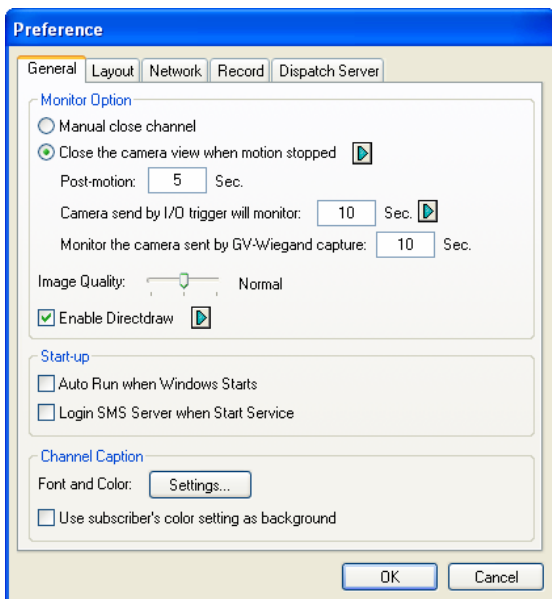 Preference
General Layout Network Record Dispatch Server
Monitor Option
Manual close channel
Close the camera view when motion stopped
Post-motion: 5 Sec.
Camera send by I/O trigger will monitor: 10 Sec.
Monitor the camera sent by GV-Wiegand capture: 10 Sec.
Image Quality: Normal
Enable Directdraw
Start-up
Auto Run when Windows Starts
Login SMS Server when Start Service
Channel Caption
Font and Color: Settings...
Use subscriber's color setting as background
OK Cancel